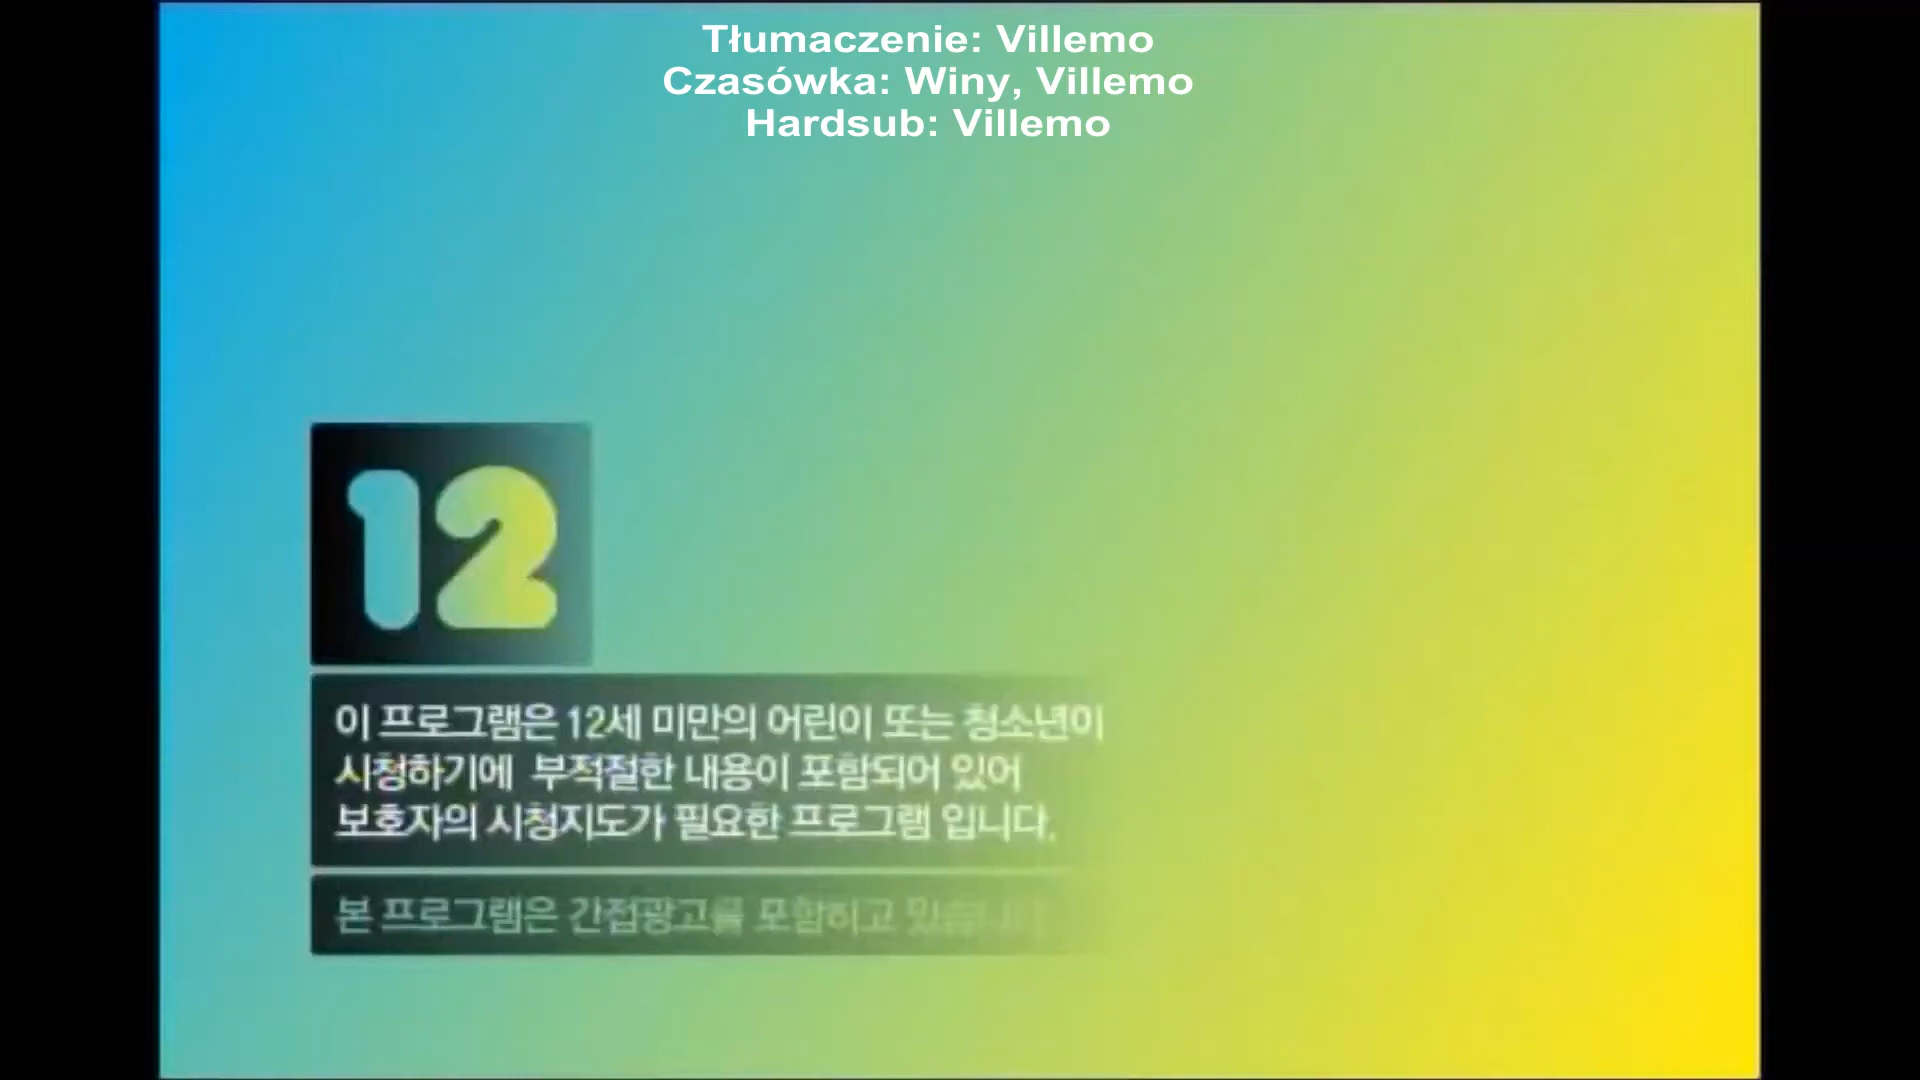 Tłumaczenie: Villemo
Czasówka: Winy, Villemo
Hardsub: Villemo
12
이 프로그램은 12세 미만의 어린이 또는 청소년이
시청하기에 부적절한 내용이 포함되어 있어
보호자의 시청지도가 필요한 프로그램 입니다.
본 프로그램은 간접광고를 포함하고 있습니다